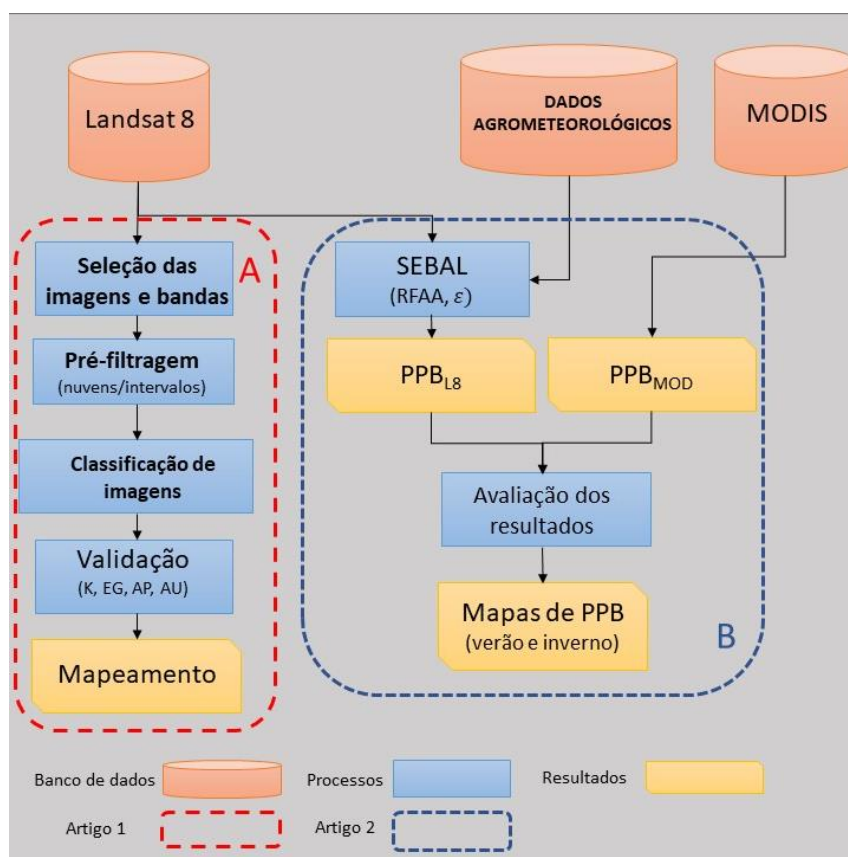 Landsat 8
DADOS
AGROMETEOROLÓGICOS
MODIS
A
Seleção das
imagens e bandas
Pré-filtragem
(nuvens/intervalos)
Classificação de
imagens
Validação
(K, EG, AP, AU)
Mapeamento
SEBAL
(RFAA, ε)
PPBL8
PPBMOD
Avaliação dos
resultados
Mapas de PPB
(verão e inverno)
B
Banco de dados
Processos
Resultados
Artigo 1
Artigo 2